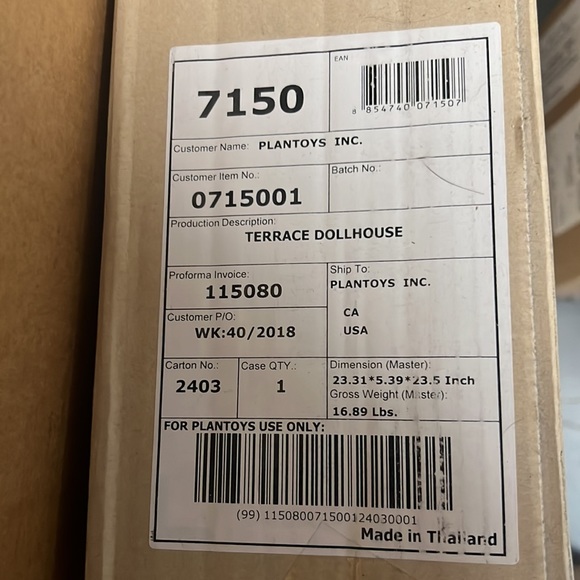 7150
EAN
8 854740 071507
Customer Name: PLANTOYS INC.
Customer Item No.:
0715001
Batch No.:
Production Description:
TERRACE DOLLHOUSE
Proforma Invoice:
115080
Customer P/O:
WK:40/2018
Ship To:
PLANTOYS INC.
CA
USA
Carton No.:
2403
Case QTY.:
1
Dimension (Master):
23.31*5.39*23.5 Inch
Gross Weight (Master):
16.89 Lbs.
FOR PLANTOYS USE ONLY:
(99) 115080071500124030001
Made in Thailand